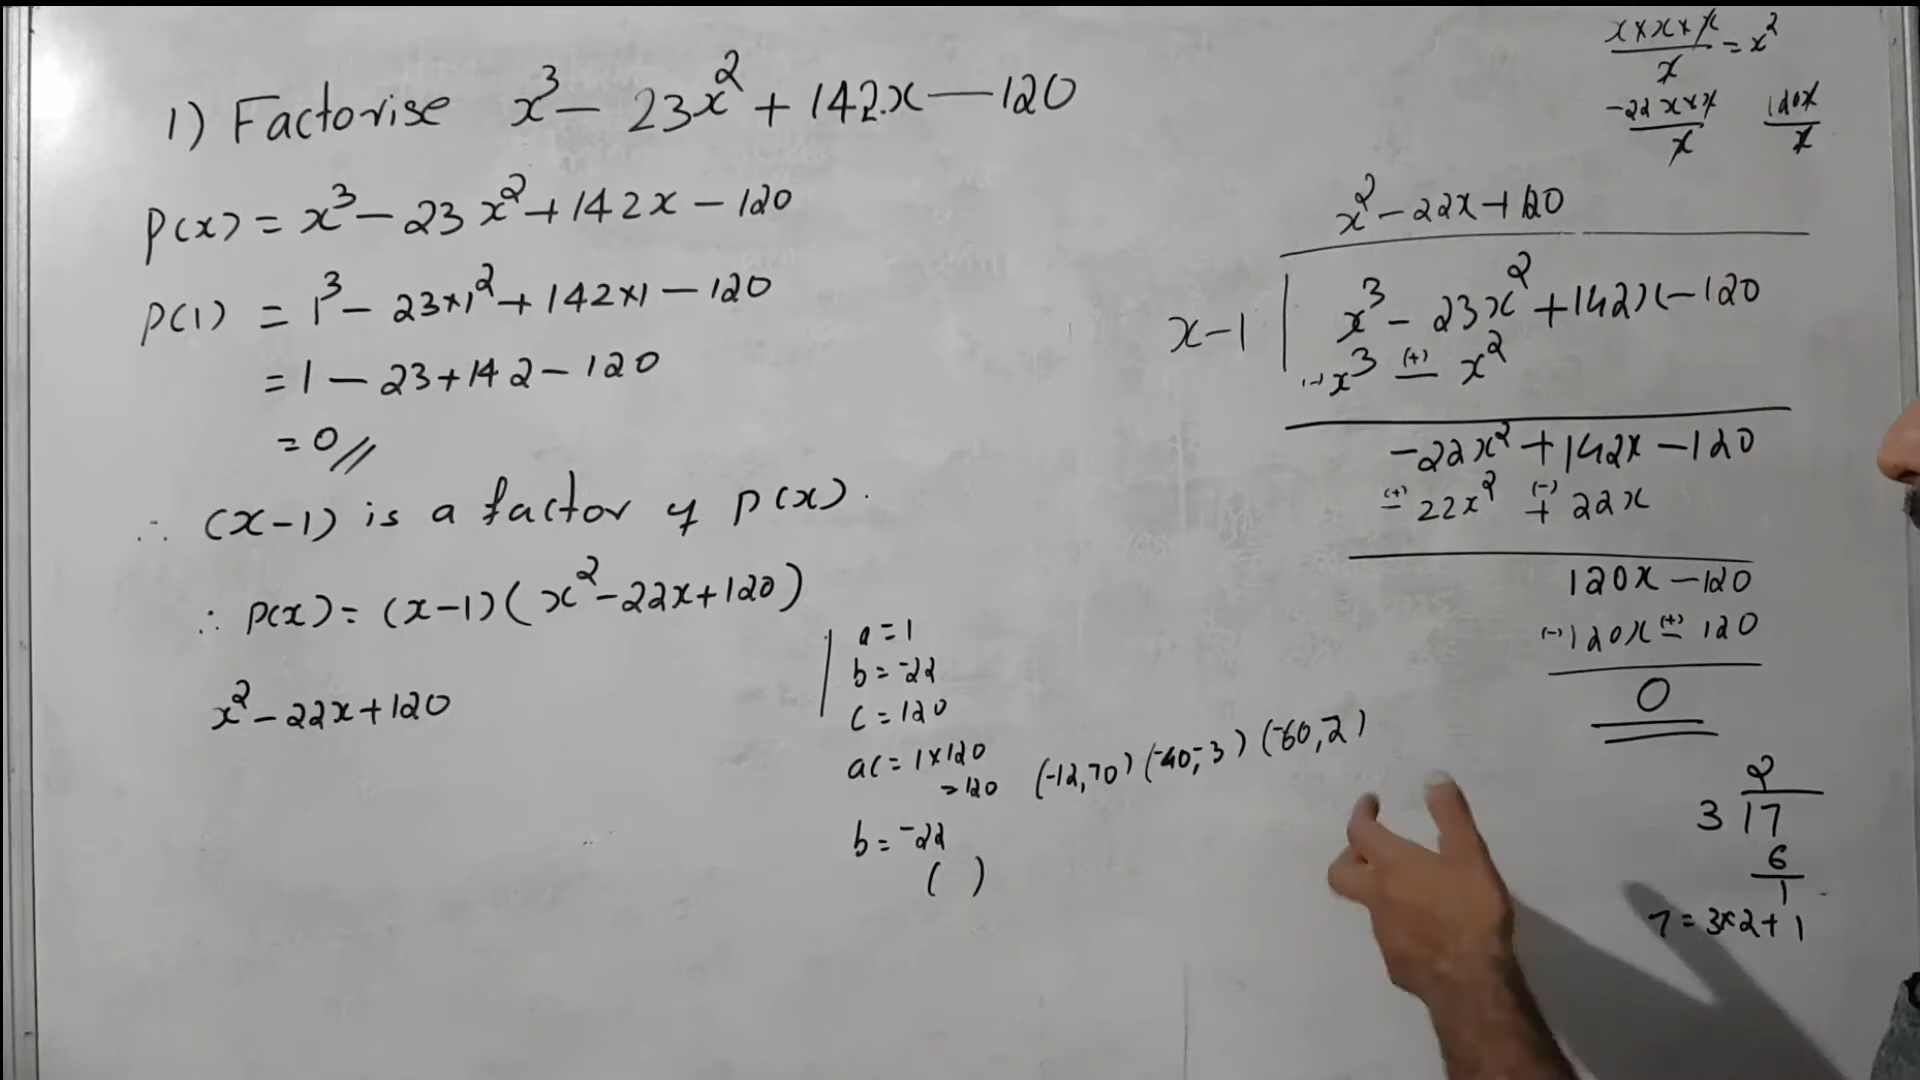 1) Factorise x³ - 23x² + 142x - 120
P(x) = x³ - 23x² + 142x - 120
P(1) = 1³ - 23×1² + 142×1 - 120
= 1 - 23 + 142 - 120
= 0 //
∴ (x-1) is a factor of P(x).
∴ P(x) = (x-1)(x² - 22x + 120)
x² - 22x + 120
a = 1
b = -22
c = 120
ac = 1×120
= 120
(-12, 70) (-40, -3) (-60, 2)
b = -22
( )
x × x × x / x = x²
-22 x × x / x
120x / x
x² - 22x + 120
x-1 | x³ - 23x² + 142x - 120
(-) x³ (+) - x²
-22x² + 142x - 120
(+) - 22x² (-) + 22x
120x - 120
(-) 120x (+) - 120
0
2
3 | 7
6
1
7 = 3×2 + 1